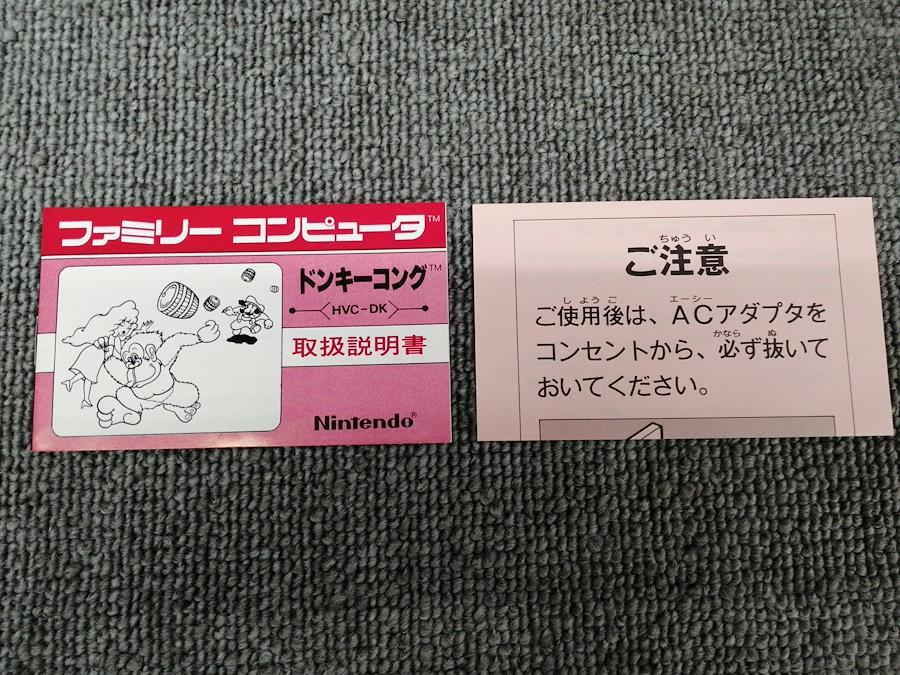 ファミリー コンピュータ™
ドンキーコング™
HVC-DK
取扱説明書
Nintendo®
ちゅう い
ご注意
し よう ご エーシー
ご使用後は、ACアダプタを
かなら ぬ
コンセントから、必ず抜いて
おいてください。